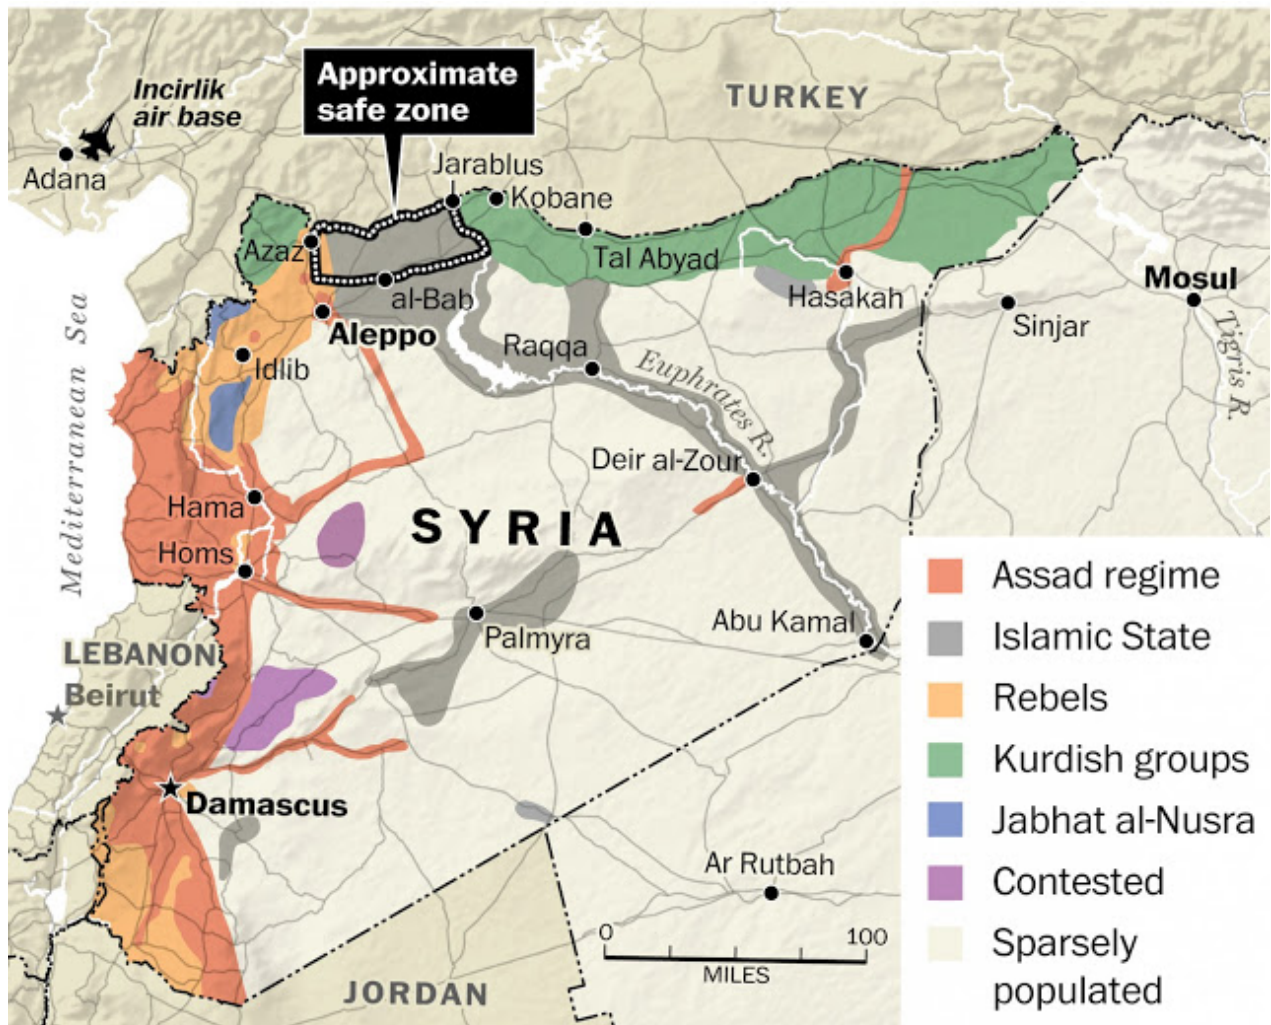 Incirlik
air base
Approximate
safe zone
TURKEY
Adana
Jarablus
Kobane
Azaz
Tal Abyad
al-Bab
Hasakah
Mosul
Sinjar
Aleppo
Mediterranean Sea
Idlib
Raqqa
Euphrates R.
Tigris R.
Deir al-Zour
Hama
SYRIA
Homs
Abu Kamal
Palmyra
LEBANON
Beirut
Damascus
Ar Rutbah
0
100
MILES
JORDAN
Assad regime
Islamic State
Rebels
Kurdish groups
Jabhat al-Nusra
Contested
Sparsely
populated